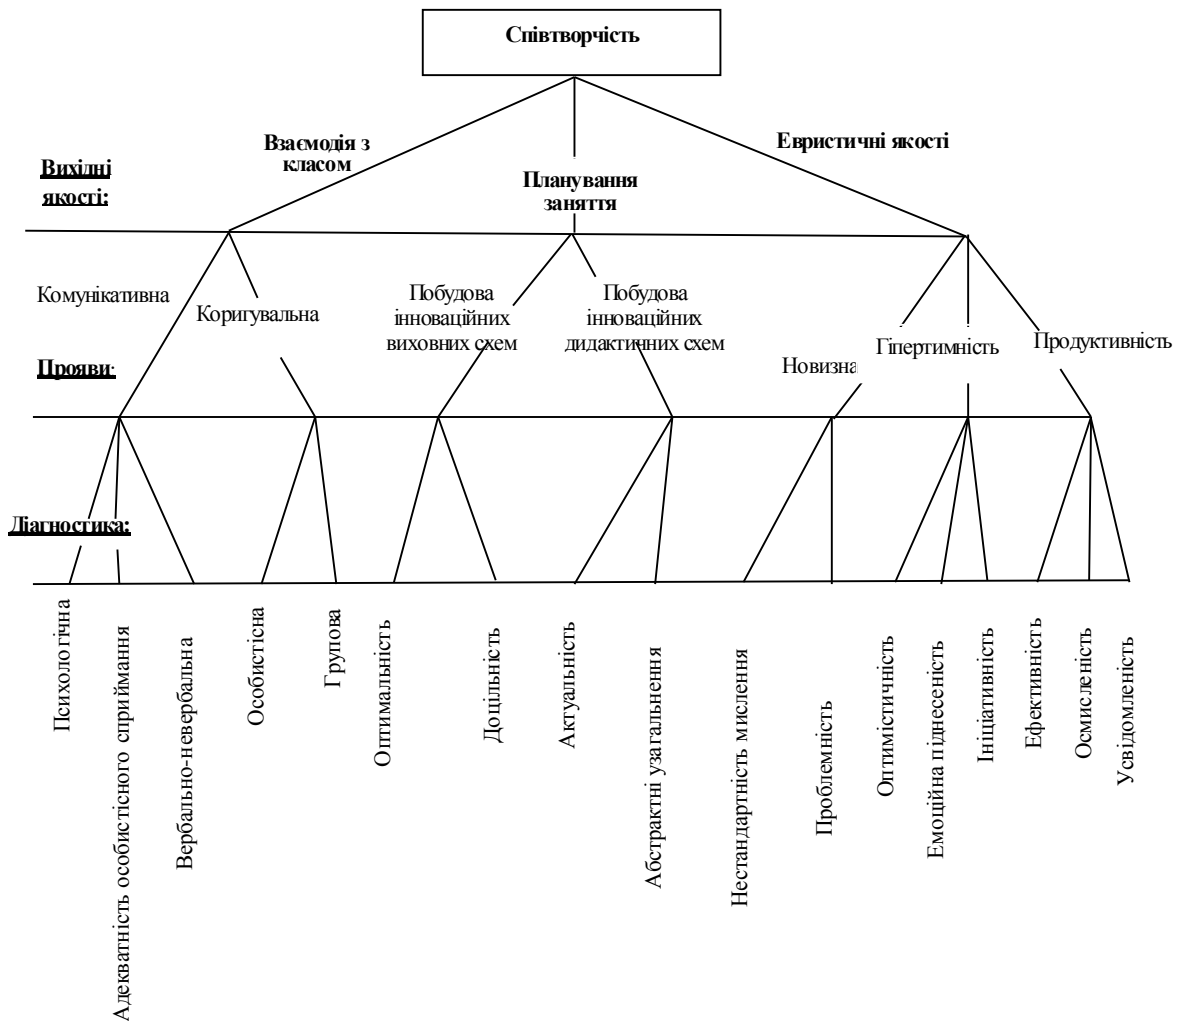 Співтворчість
Взаємодія з
класом
Евристичні якості
Вихідні
якості:
Планування
заняття
Комунікативна
Коригувальна
Побудова
інноваційних
виховних схем
Побудова
інноваційних
дидактичних схем
Новизна
Гіпертимність
Продуктивність
Прояви:
Діагностика:
Психологічна
Адекватність особистісного сприймання
Вербально-невербальна
Особистісна
Групова
Оптимальність
Доцільність
Актуальність
Абстрактні узагальнення
Нестандартність мислення
Проблемність
Оптимістичність
Емоційна піднесеність
Ініціативність
Ефективність
Осмисленість
Усвідомленість